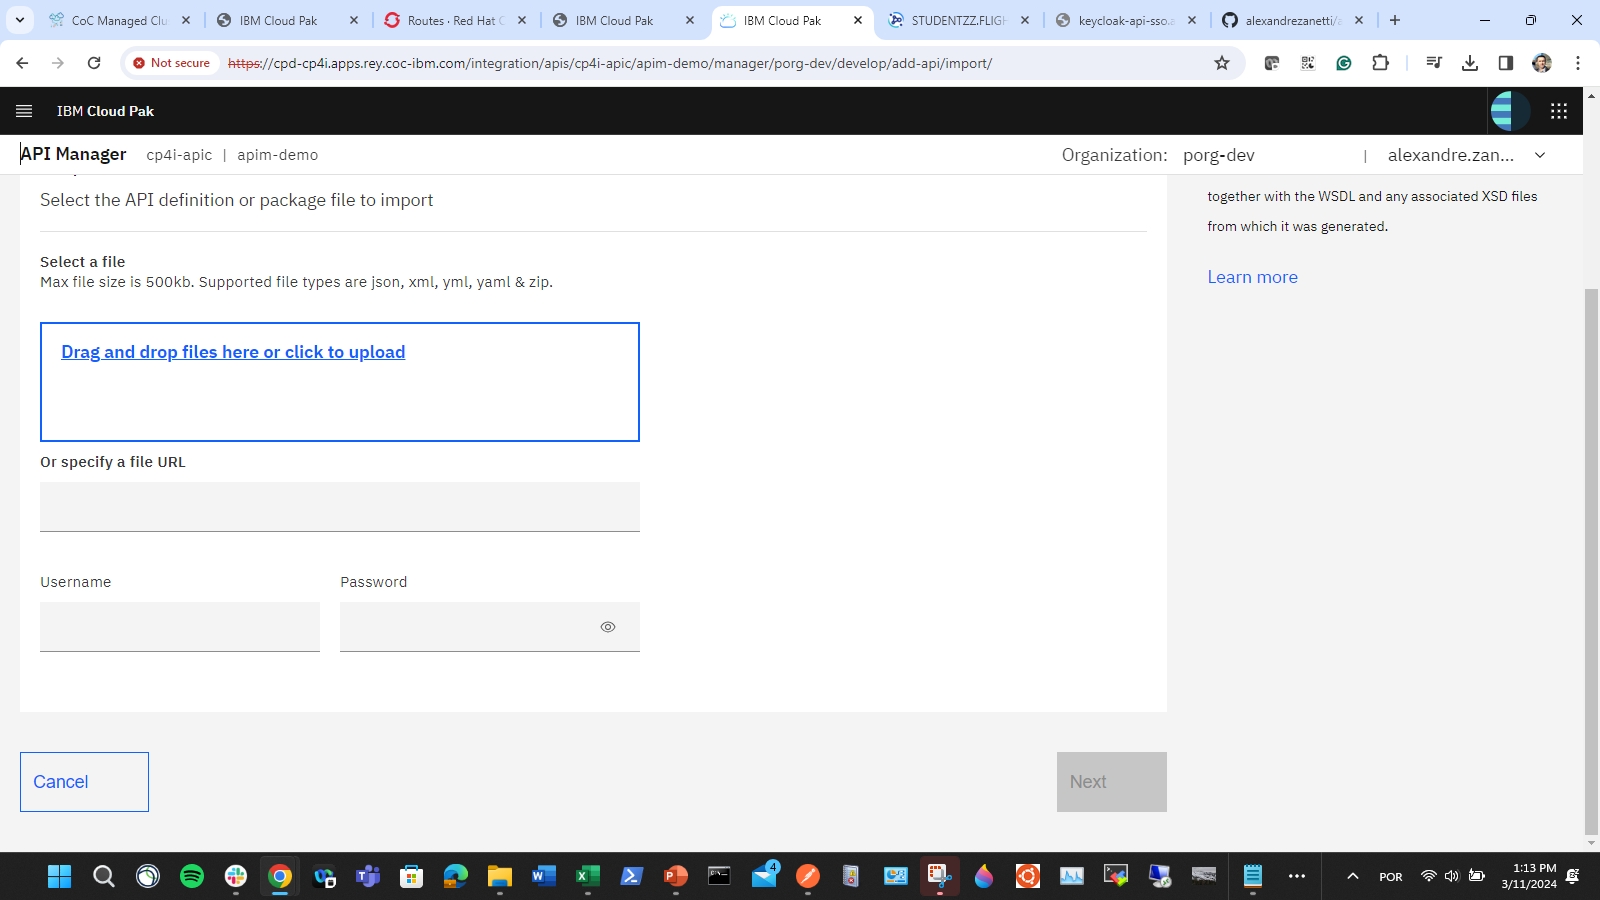 CoC Managed Clu
IBM Cloud Pak
Routes · Red Hat C
IBM Cloud Pak
IBM Cloud Pak
STUDENTZZ.FLIGH
keycloak-api-sso.a
alexandrezanetti/a
Not secure
https://cpd-cp4i.apps.rey.coc-ibm.com/integration/apis/cp4i-apic/apim-demo/manager/porg-dev/develop/add-api/import/
IBM Cloud Pak
API Manager cp4i-apic | apim-demo
Organization: porg-dev | alexandre.zan...
Select the API definition or package file to import
Select a file
Max file size is 500kb. Supported file types are json, xml, yml, yaml & zip.
Drag and drop files here or click to upload
Or specify a file URL
Username
Password
Cancel
Next
together with the WSDL and any associated XSD files
from which it was generated.
Learn more
4
POR
1:13 PM
3/11/2024